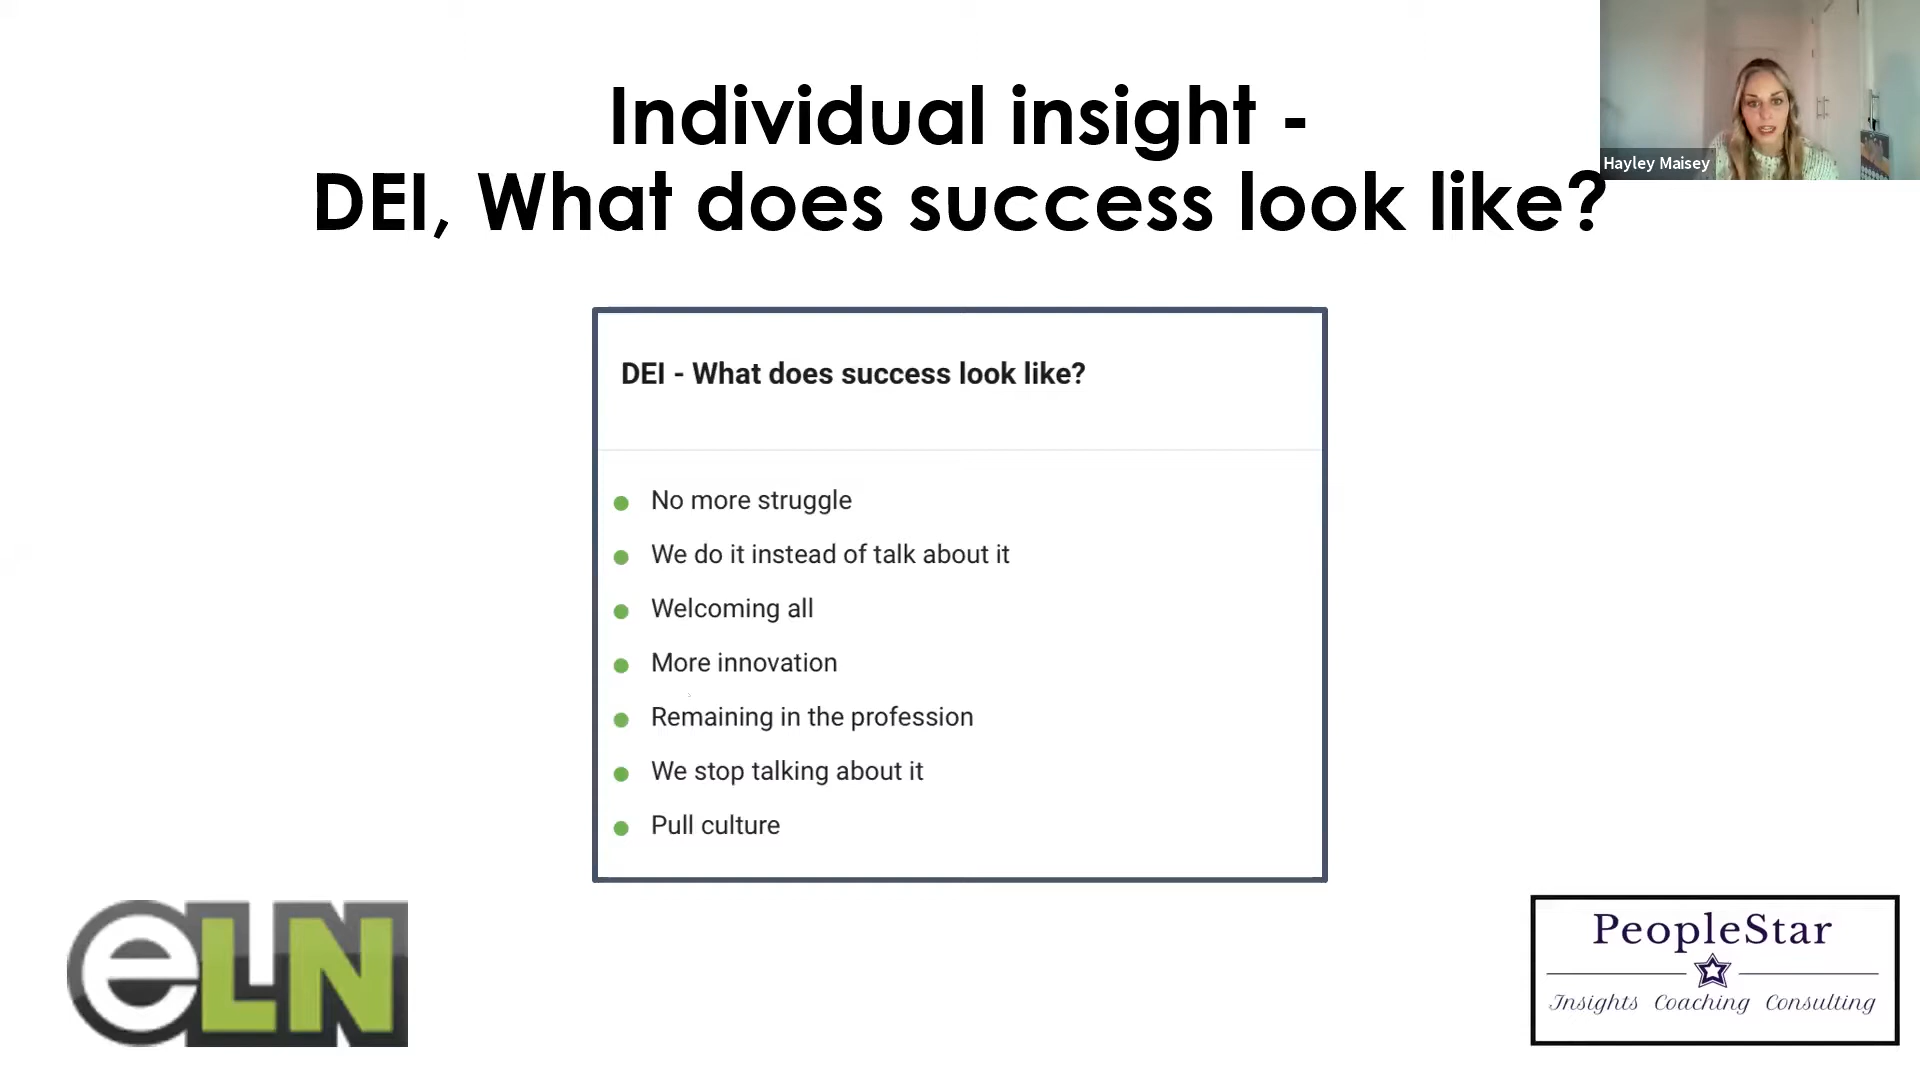 Individual insight -
DEI, What does success look like?
Hayley Maisey
DEI - What does success look like?
No more struggle
We do it instead of talk about it
Welcoming all
More innovation
Remaining in the profession
We stop talking about it
Pull culture
eLN
PeopleStar
Insights Coaching Consulting